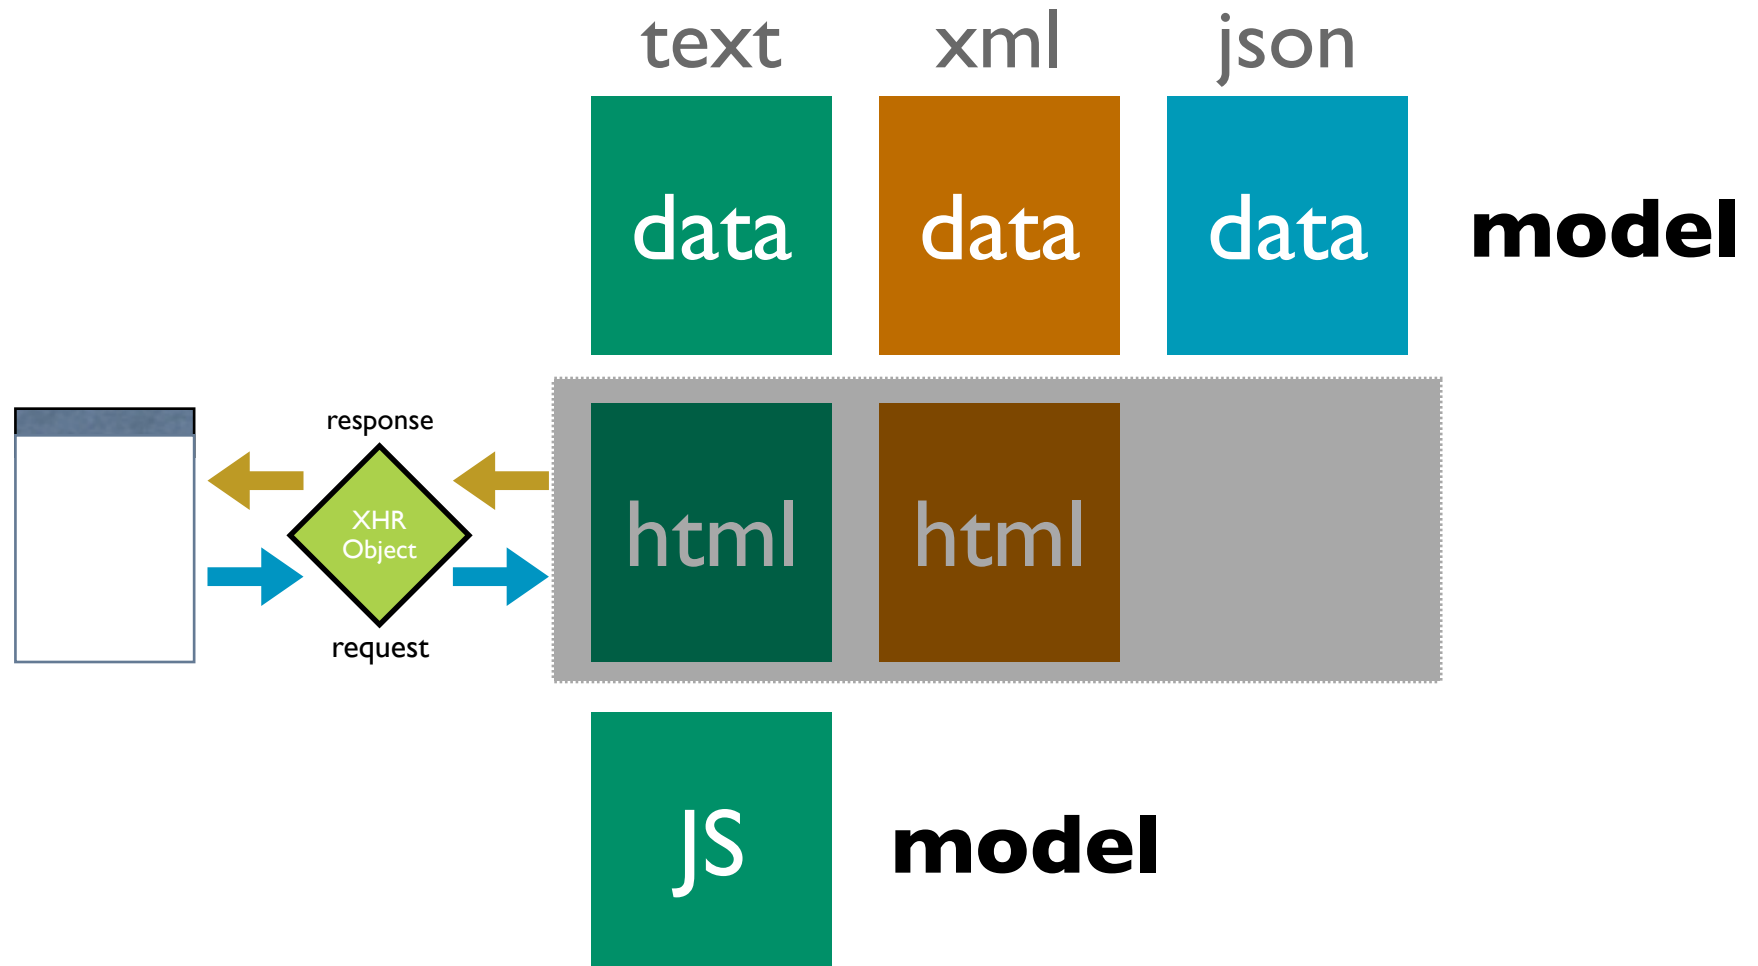 text xml json
data data data model
response
XHR
Object
request
html html
JS model